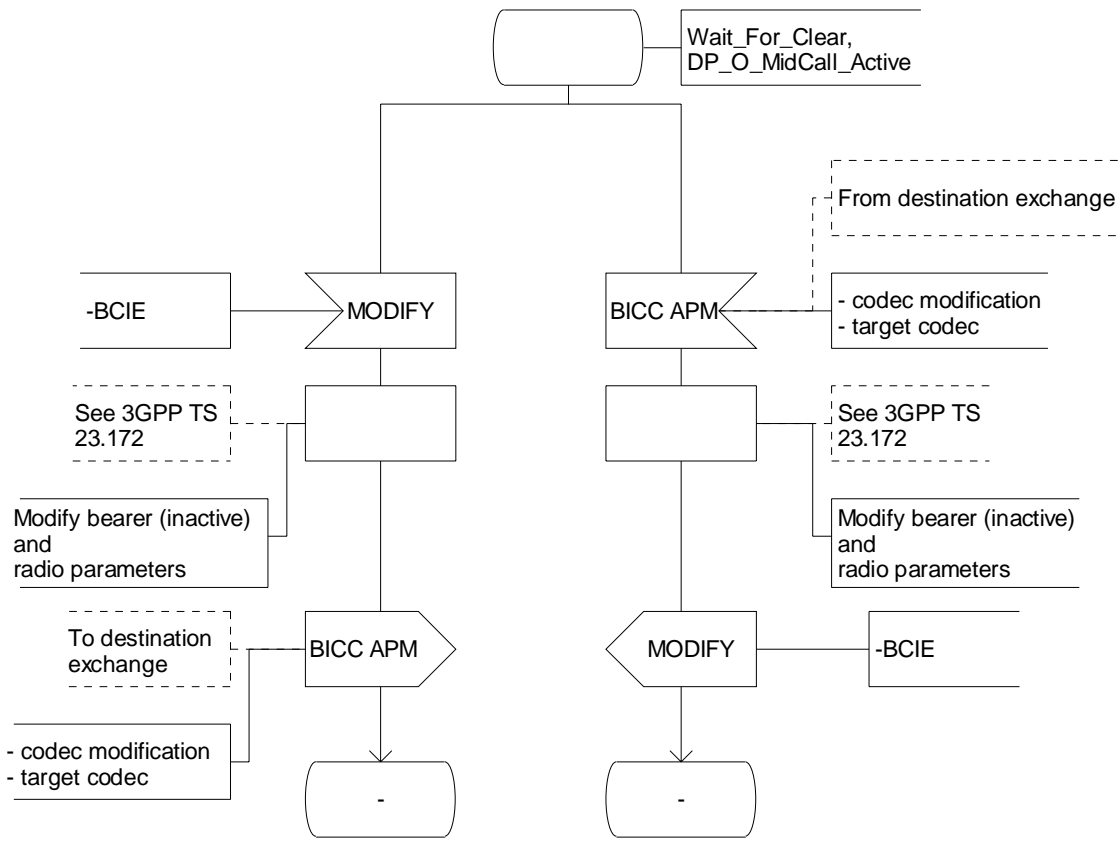 Wait_For_Clear,
DP_O_MidCall_Active
From destination exchange
-BCIE
MODIFY
BICC APM
- codec modification
- target codec
See 3GPP TS
23.172
See 3GPP TS
23.172
Modify bearer (inactive)
and
radio parameters
Modify bearer (inactive)
and
radio parameters
To destination
exchange
BICC APM
MODIFY
-BCIE
- codec modification
- target codec
-
-